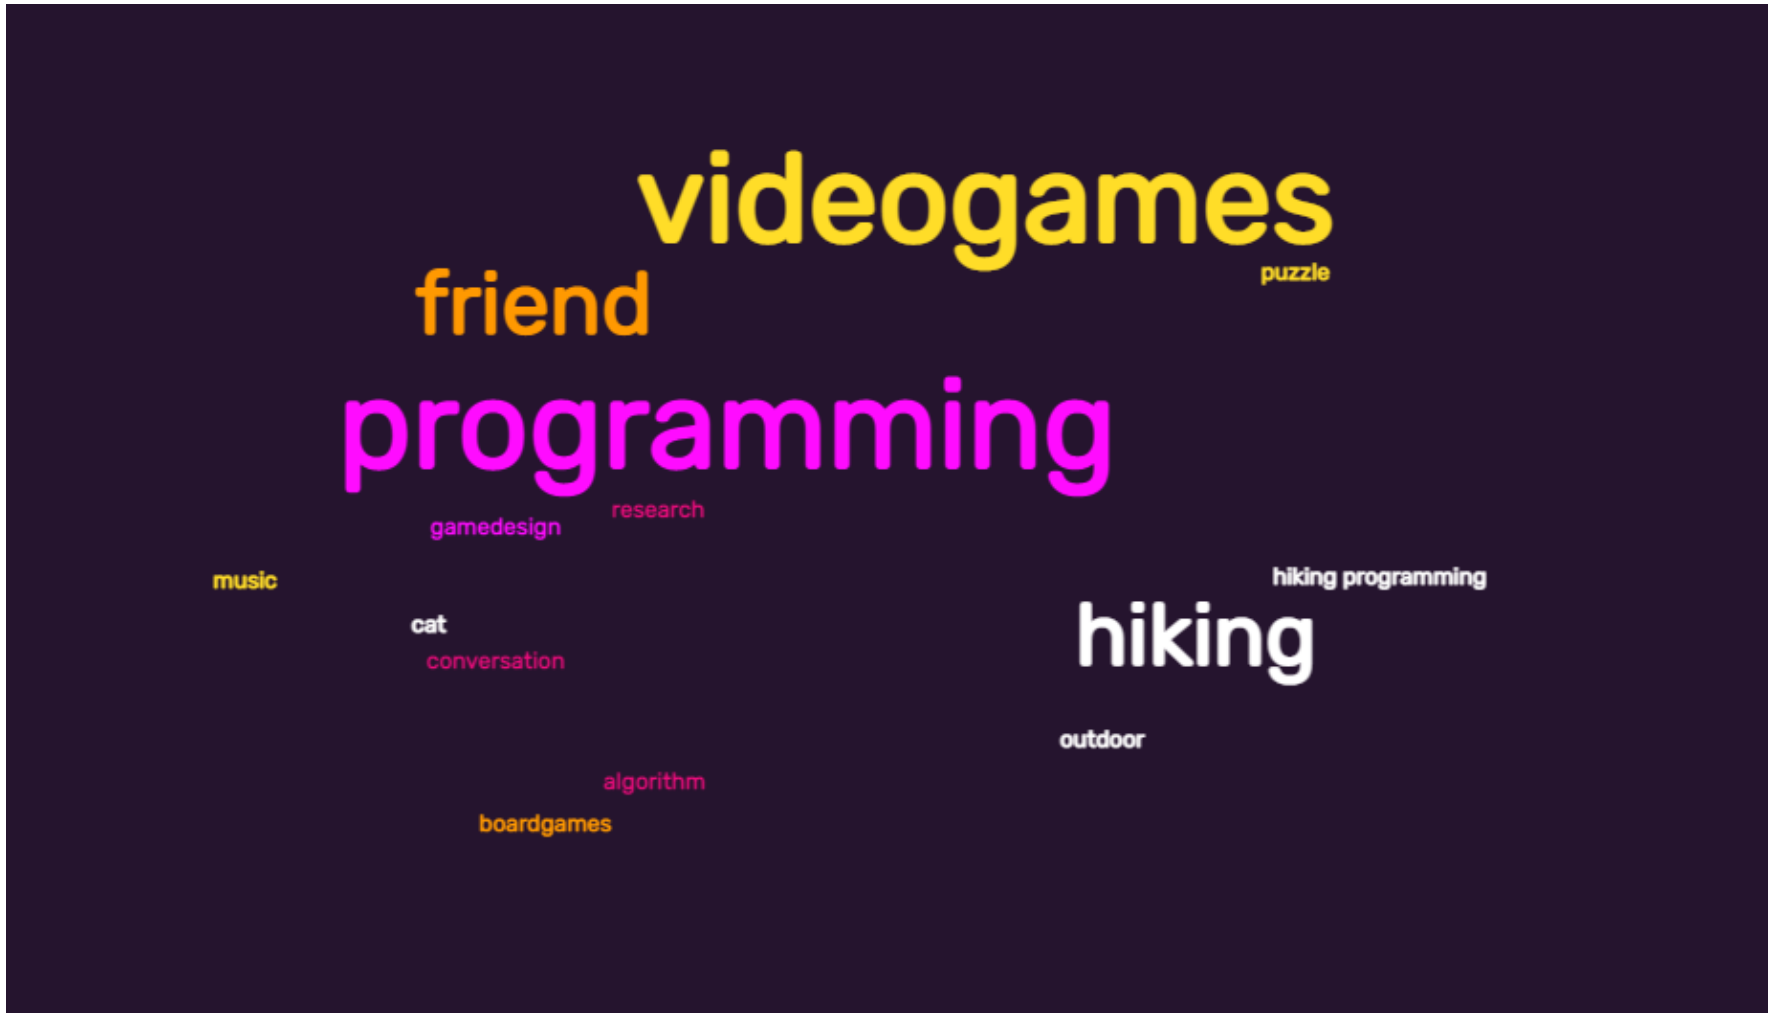 videogames
puzzle
friend
programming
research
gamedesign
music
hiking programming
cat
hiking
conversation
outdoor
algorithm
boardgames